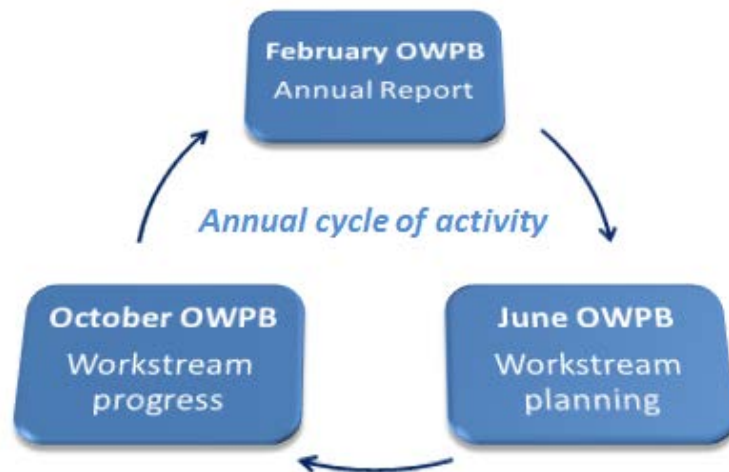 February OWPB
Annual Report
Annual cycle of activity
October OWPB
Workstream
progress
June OWPB
Workstream
planning